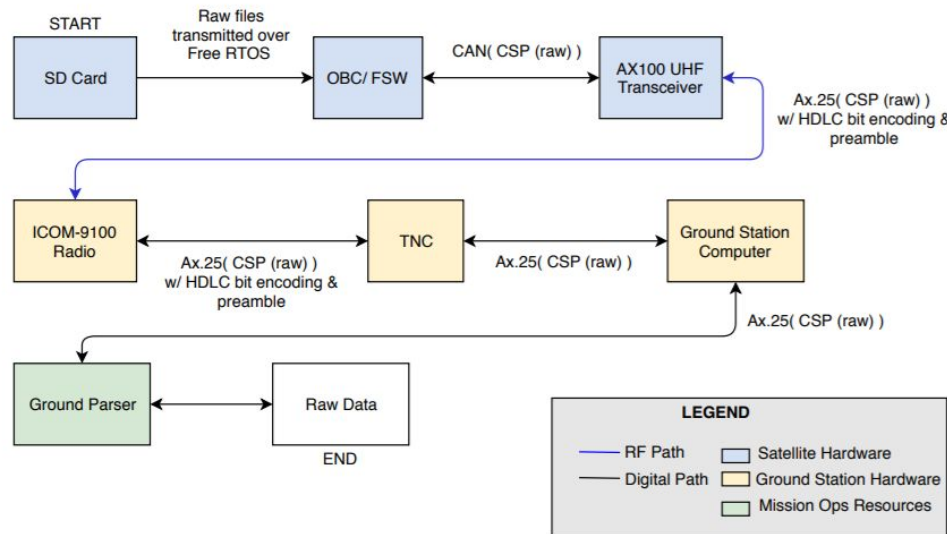 START
Raw files
transmitted over
Free RTOS
SD Card
OBC/ FSW
CAN( CSP (raw) )
AX100 UHF
Transceiver
Ax.25( CSP (raw) )
w/ HDLC bit encoding &
preamble
ICOM-9100
Radio
Ax.25( CSP (raw) )
w/ HDLC bit encoding &
preamble
TNC
Ax.25( CSP (raw) )
Ground Station
Computer
Ax.25( CSP (raw) )
Ground Parser
Raw Data
END
LEGEND
RF Path
Satellite Hardware
Digital Path
Ground Station Hardware
Mission Ops Resources